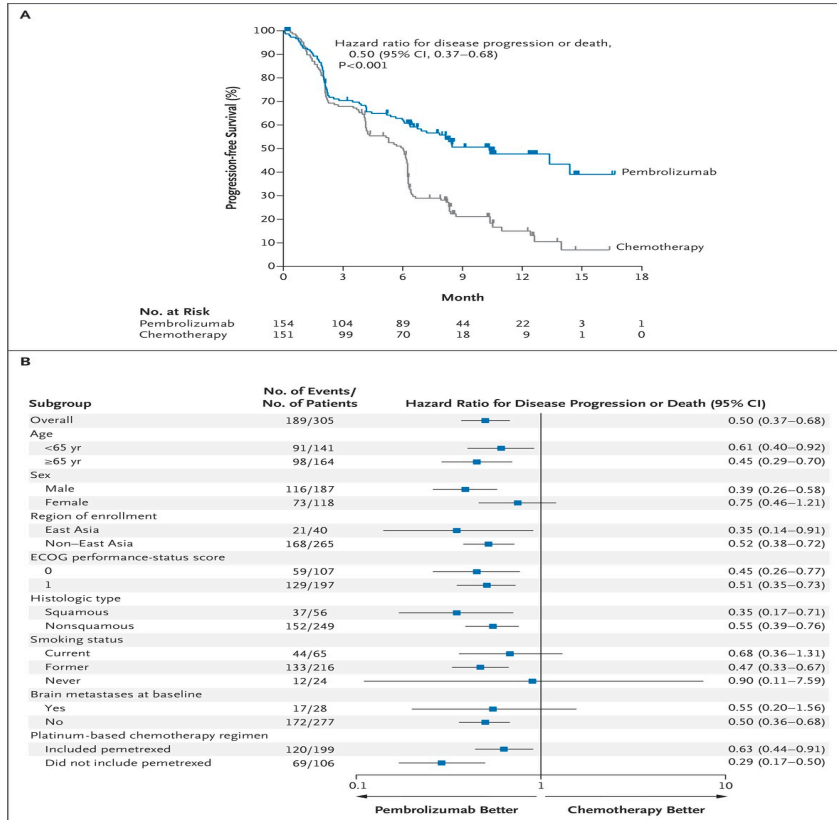 A
Hazard ratio for disease progression or death,
0.50 (95% CI, 0.37–0.68)
P<0.001
Progression-free Survival (%)
100
90
80
70
60
50
40
30
20
10
0
Pembrolizumab
Chemotherapy
0 3 6 9 12 15 18
Month
No. at Risk
Pembrolizumab 154 104 89 44 22 3 1
Chemotherapy 151 99 70 18 9 1 0
B
Subgroup No. of Events/ No. of Patients Hazard Ratio for Disease Progression or Death (95% CI)
Overall 189/305 0.50 (0.37–0.68)
Age
<65 yr 91/141 0.61 (0.40–0.92)
≥65 yr 98/164 0.45 (0.29–0.70)
Sex
Male 116/187 0.39 (0.26–0.58)
Female 73/118 0.75 (0.46–1.21)
Region of enrollment
East Asia 21/40 0.35 (0.14–0.91)
Non–East Asia 168/265 0.52 (0.38–0.72)
ECOG performance-status score
0 59/107 0.45 (0.26–0.77)
1 129/197 0.51 (0.35–0.73)
Histologic type
Squamous 37/56 0.35 (0.17–0.71)
Nonsquamous 152/249 0.55 (0.39–0.76)
Smoking status
Current 44/65 0.68 (0.36–1.31)
Former 133/216 0.47 (0.33–0.67)
Never 12/24 0.90 (0.11–7.59)
Brain metastases at baseline
Yes 17/28 0.55 (0.20–1.56)
No 172/277 0.50 (0.36–0.68)
Platinum-based chemotherapy regimen
Included pemetrexed 120/199 0.63 (0.44–0.91)
Did not include pemetrexed 69/106 0.29 (0.17–0.50)
0.1 1 10
Pembrolizumab Better Chemotherapy Better